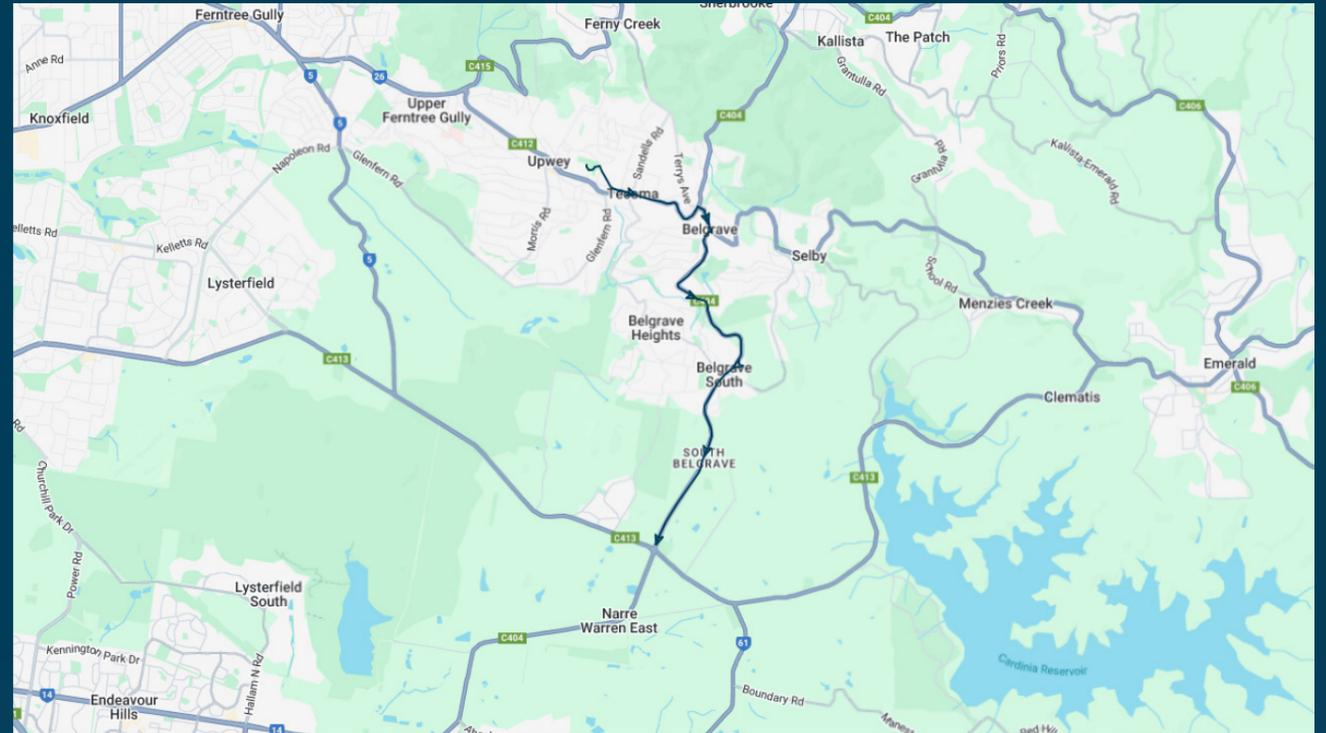 Sherbrooke
Ferntree Gully
Ferny Creek
C404
Kallista
The Patch
Anne Rd
Priors Rd
C415
Grantulla Rd
5
26
Upper
Ferntree Gully
C406
Knoxfield
5
C404
C412
Napoleon Rd
Glenfern Rd
Upwey
Sandells Rd
Terrys Ave
Grantulla Rd
Kallista-Emerald Rd
Tecoma
Morris Rd
Glenfern Rd
Belgrave
elletts Rd
Kelletts Rd
5
Selby
Lysterfield
School Rd
C404
Menzies Creek
Belgrave
Heights
C413
Belgrave
South
Emerald
C406
Clematis
Rd
SOUTH
BELGRAVE
Churchill Park Dr
C413
C413
Power Rd
Lysterfield
South
Narre
Warren East
C404
61
Kennington Park Dr
Hallam N Rd
Cardinia Reservoir
14
Endeavour
Hills
Boundary Rd
14